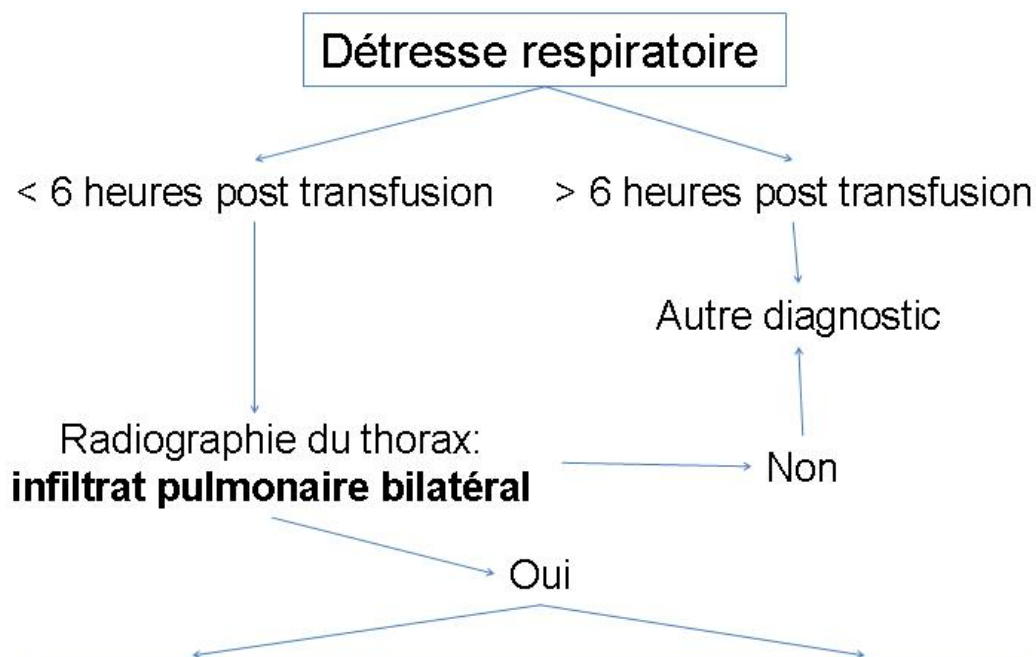 Détresse respiratoire
< 6 heures post transfusion
> 6 heures post transfusion
Autre diagnostic
Radiographie du thorax:
infiltrat pulmonaire bilatéral
Non
Oui